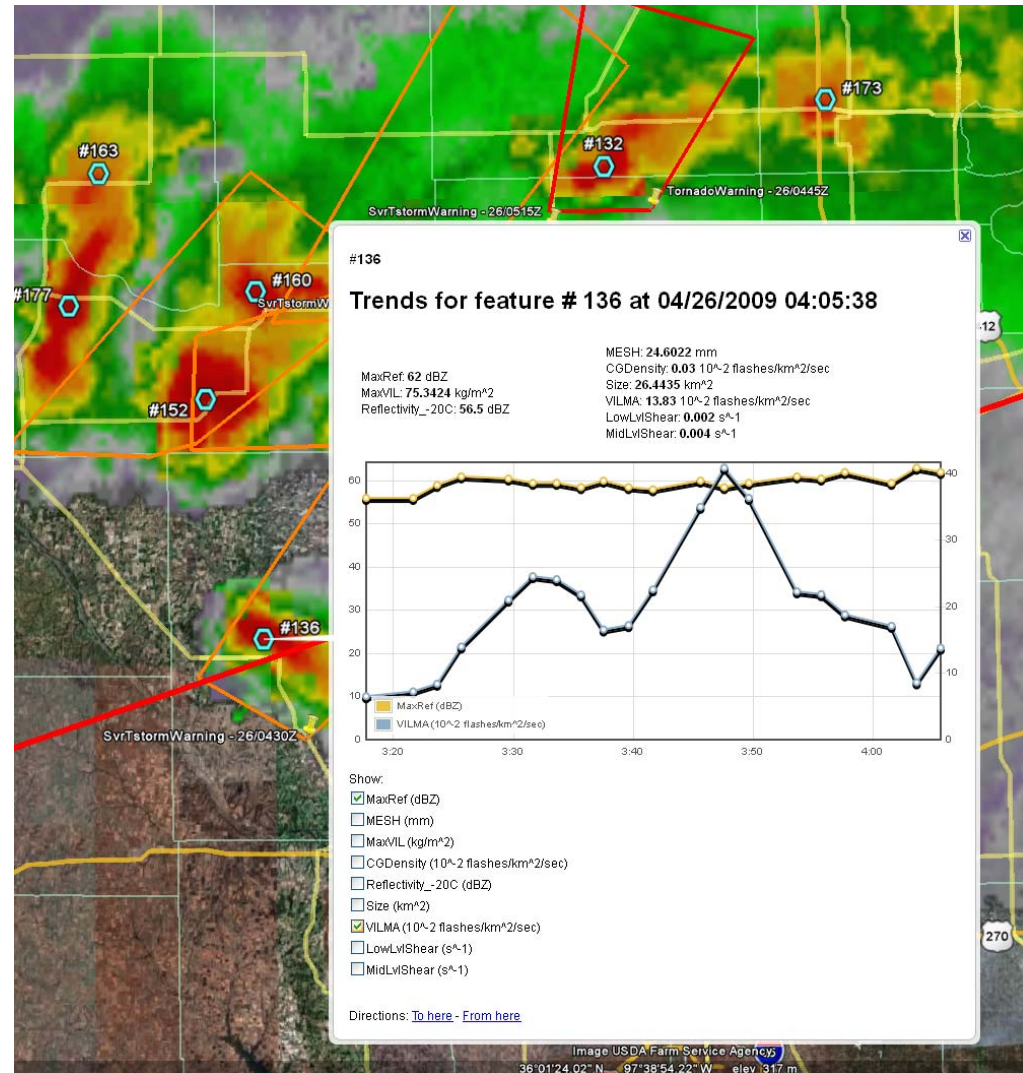 #173
#132
#163
TornadoWarning - 26/0445Z
SvrTstormWarning - 26/0515Z
#160
#177
SvrTstormW
12
#152
#136
SvrTstormWarning - 26/0430Z
270
#136
Trends for feature # 136 at 04/26/2009 04:05:38
MaxRef: 62 dBZ
MaxVIL: 75.3424 kg/m^2
Reflectivity_-20C: 56.5 dBZ
MESH: 24.6022 mm
CGDensity: 0.03 10^-2 flashes/km^2/sec
Size: 26.4435 km^2
VILMA: 13.83 10^-2 flashes/km^2/sec
LowLvlShear: 0.002 s^-1
MidLvlShear: 0.004 s^-1
60
50
40
30
20
10
0
40
30
20
10
0
MaxRef (dBZ)
VILMA (10^-2 flashes/km^2/sec)
3:20 3:30 3:40 3:50 4:00
Show:
MaxRef (dBZ)
MESH (mm)
MaxVIL (kg/m^2)
CGDensity (10^-2 flashes/km^2/sec)
Reflectivity_-20C (dBZ)
Size (km^2)
VILMA (10^-2 flashes/km^2/sec)
LowLvlShear (s^-1)
MidLvlShear (s^-1)
Directions: To here - From here
Image USDA Farm Service Agency
36°01'24.02" N 97°38'54.22" W elev 317 m